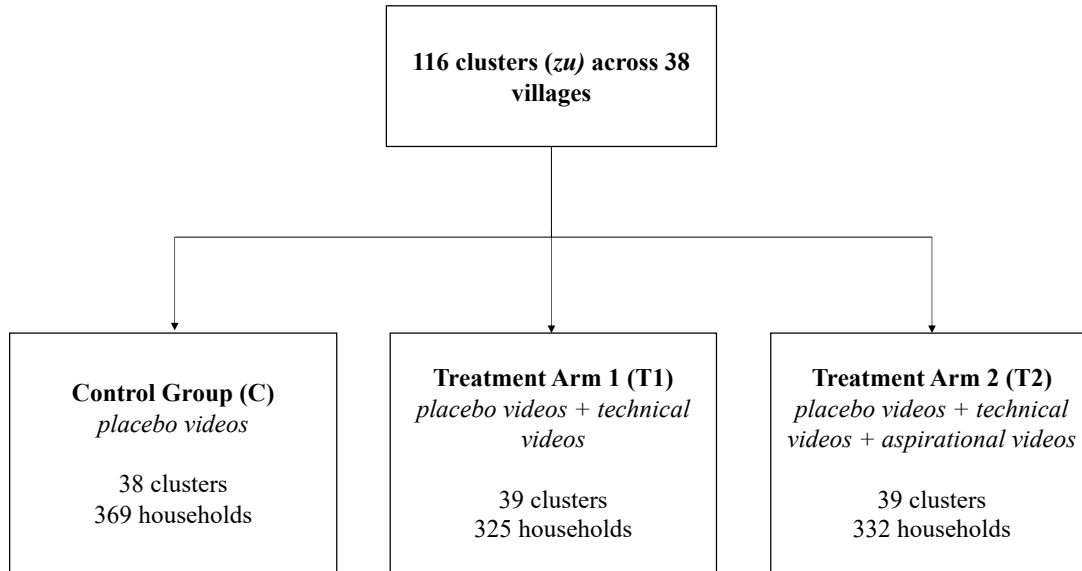 116 clusters (zu) across 38
villages
Control Group (C)
placebo videos
38 clusters
369 households
Treatment Arm 1 (T1)
placebo videos + technical
videos
39 clusters
325 households
Treatment Arm 2 (T2)
placebo videos + technical
videos + aspirational videos
39 clusters
332 households